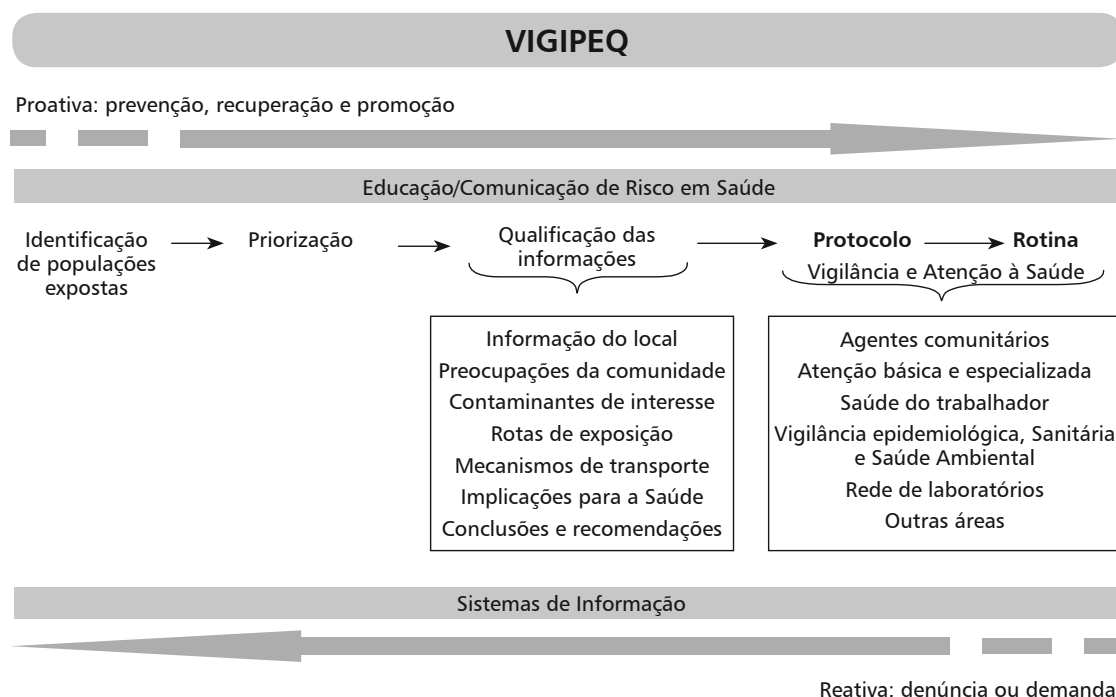 VIGIPEQ
Proativa: prevenção, recuperação e promoção
Educação/Comunicação de Risco em Saúde
Identificação
de populações
expostas
Priorização
Qualificação das
informações
Protocolo
Rotina
Vigilância e Atenção à Saúde
Informação do local
Preocupações da comunidade
Contaminantes de interesse
Rotas de exposição
Mecanismos de transporte
Implicações para a Saúde
Conclusões e recomendações
Agentes comunitários
Atenção básica e especializada
Saúde do trabalhador
Vigilância epidemiológica, Sanitária
e Saúde Ambiental
Rede de laboratórios
Outras áreas
Sistemas de Informação
Reativa: denúncia ou demanda